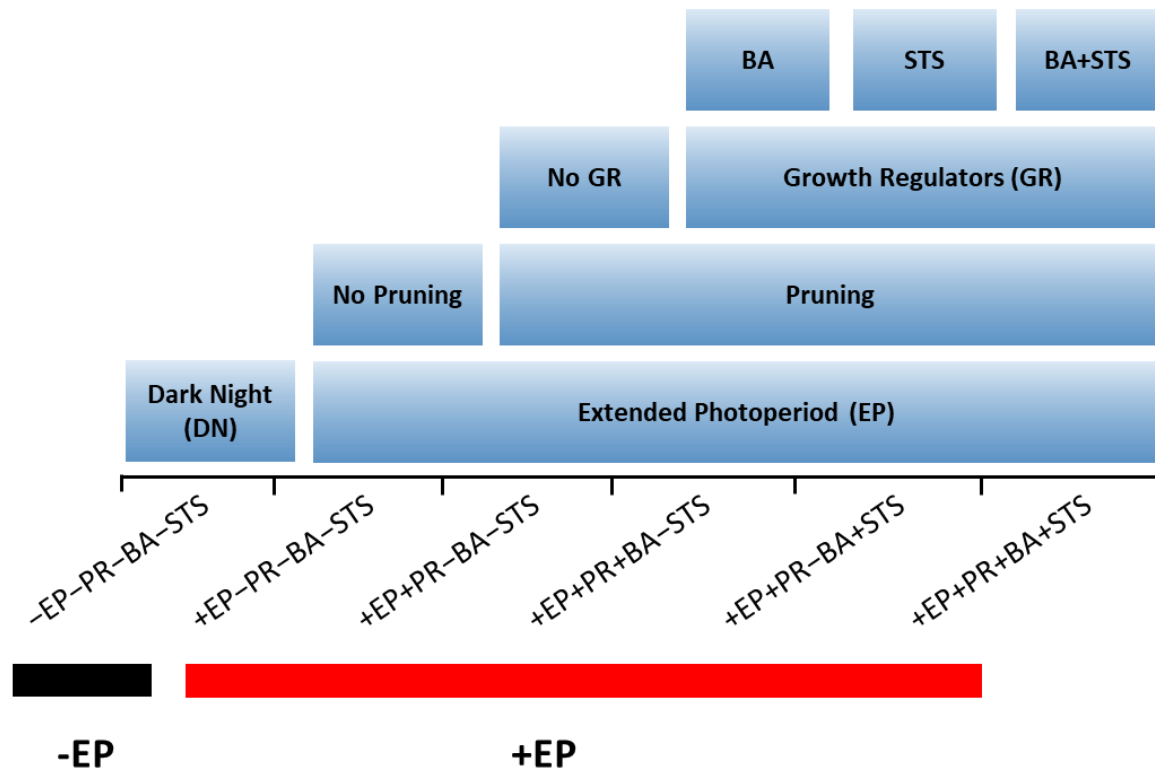 BA
STS
BA+STS
No GR
Growth Regulators (GR)
No Pruning
Pruning
Dark Night
(DN)
Extended Photoperiod (EP)
–EP–PR–BA–STS
+EP–PR–BA–STS
+EP+PR–BA–STS
+EP+PR+BA–STS
+EP+PR–BA+STS
+EP+PR+BA+STS
-EP
+EP